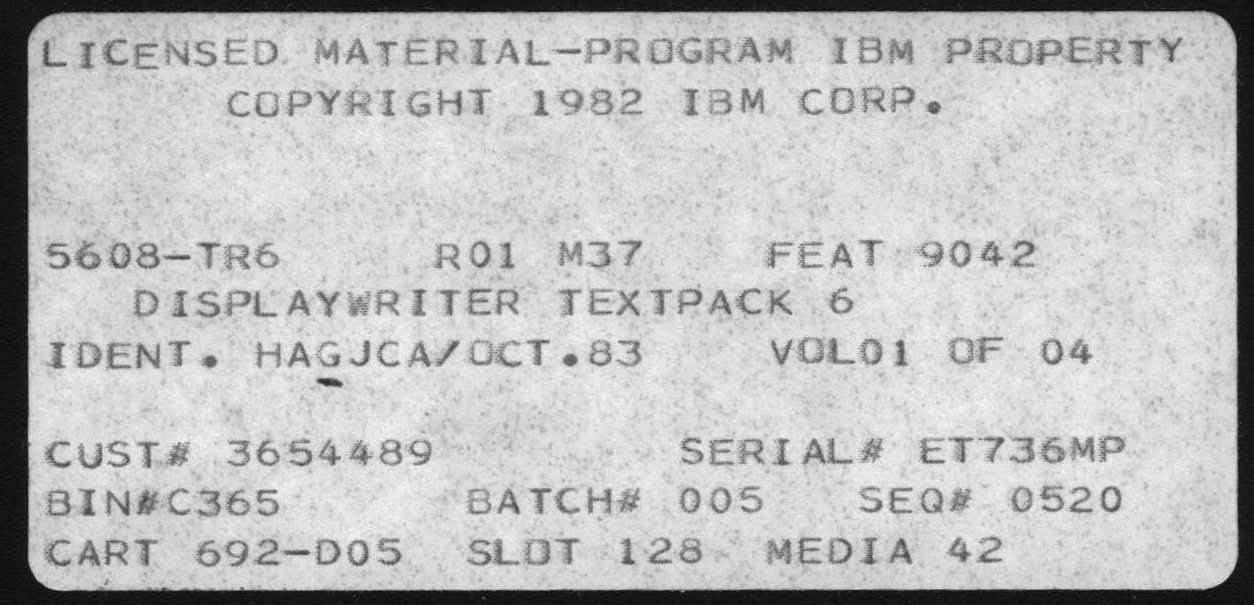 LICENSED MATERIAL-PROGRAM IBM PROPERTY
COPYRIGHT 1982 IBM CORP.
5608-TR6 R01 M37 FEAT 9042
DISPLAYWRITER TEXTPACK 6
IDENT. HAGJCA/OCT.83 VOL01 OF 04
CUST# 3654489 SERIAL# ET736MP
BIN#C365 BATCH# 005 SEQ# 0520
CART 692-D05 SLOT 128 MEDIA 42